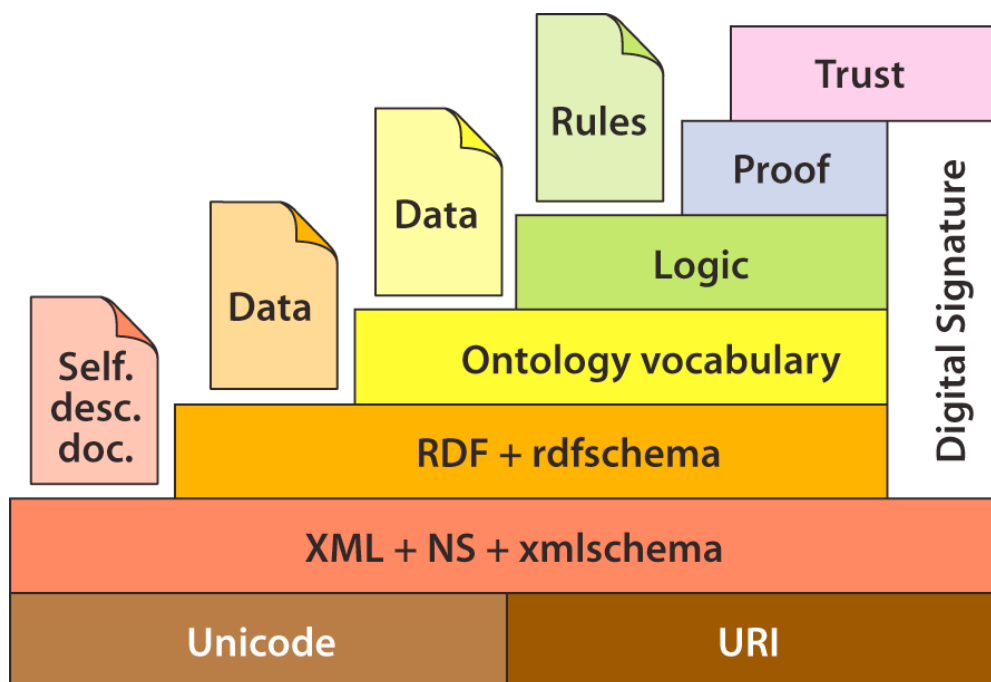 Trust
Rules
Proof
Data
Logic
Data
Ontology vocabulary
Digital Signature
Self.
desc.
doc.
RDF + rdfschema
XML + NS + xmlschema
Unicode
URI